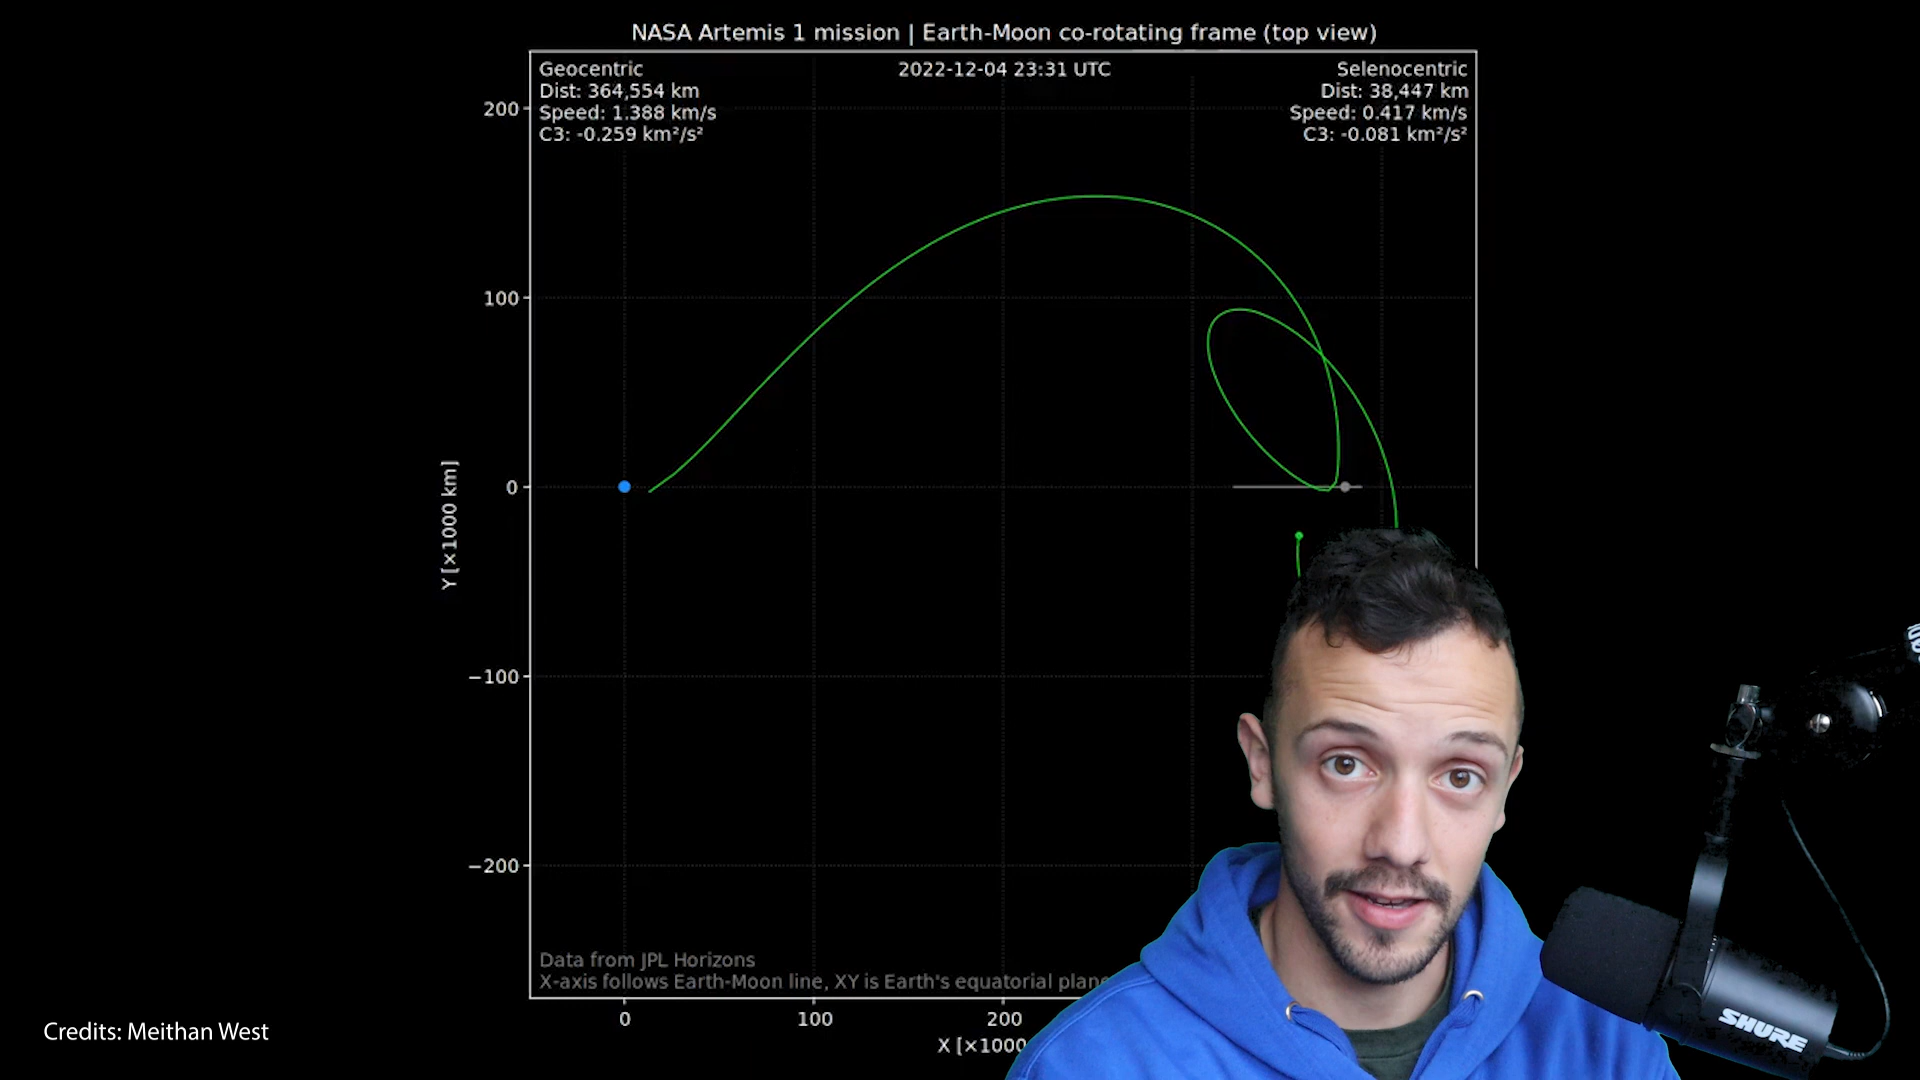 NASA Artemis 1 mission | Earth-Moon co-rotating frame (top view)
Geocentric
Dist: 364,554 km
Speed: 1.388 km/s
C3: -0.259 km²/s²
2022-12-04 23:31 UTC
Selenocentric
Dist: 38,447 km
Speed: 0.417 km/s
C3: -0.081 km²/s²
200
100
0
−100
−200
Y [×1000 km]
Data from JPL Horizons
X-axis follows Earth-Moon line, XY is Earth's equatorial plane
0
100
200
X [×1000
Credits: Meithan West
SHURE